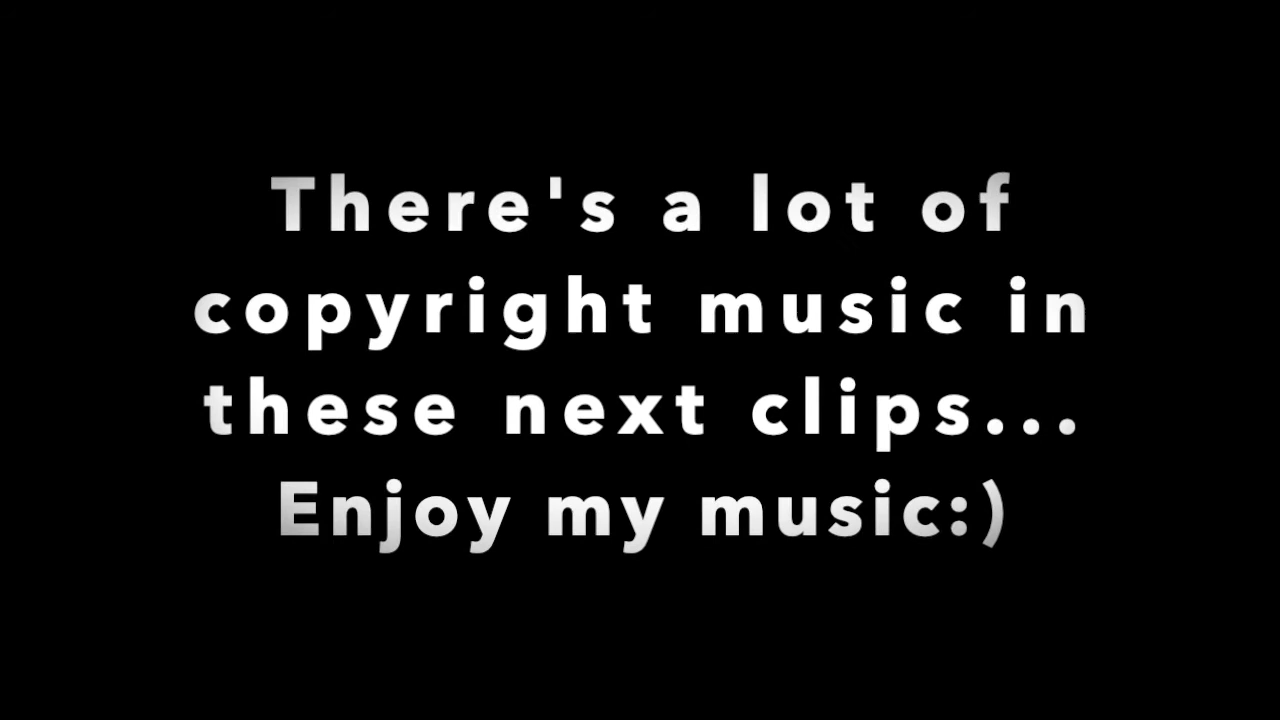 There's a lot of
copyright music in
these next clips...
Enjoy my music:)